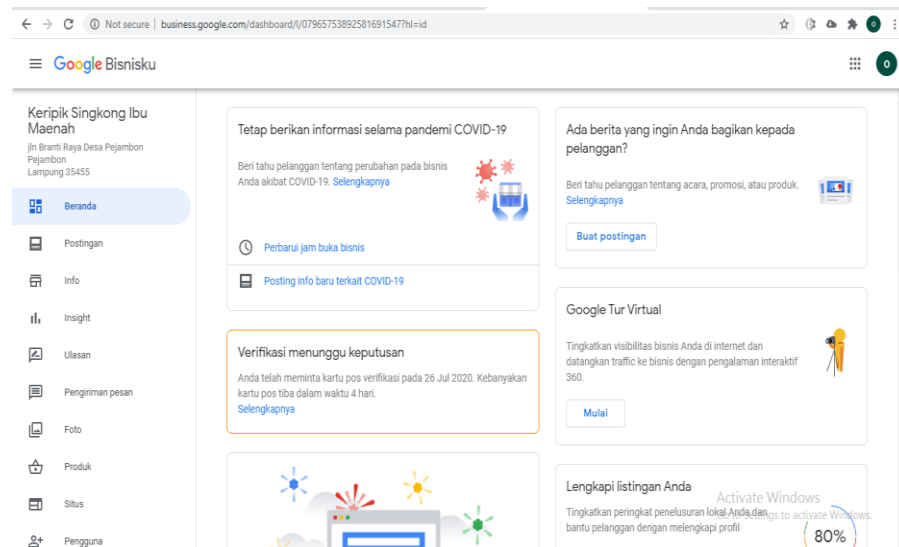 Not secure | business.google.com/dashboard/l/07965753892581691547?hl=id
Google Bisnisku
Keripik Singkong Ibu
Maenah
jln Branti Raya Desa Pejambon
Pejambon
Lampung 35455
Beranda
Postingan
Info
Insight
Ulasan
Pengiriman pesan
Foto
Produk
Situs
Pengguna
Tetap berikan informasi selama pandemi COVID-19
Beri tahu pelanggan tentang perubahan pada bisnis
Anda akibat COVID-19. Selengkapnya
Perbarui jam buka bisnis
Posting info baru terkait COVID-19
Verifikasi menunggu keputusan
Anda telah meminta kartu pos verifikasi pada 26 Jul 2020. Kebanyakan
kartu pos tiba dalam waktu 4 hari.
Selengkapnya
Ada berita yang ingin Anda bagikan kepada
pelanggan?
Beri tahu pelanggan tentang acara, promosi, atau produk.
Selengkapnya
Buat postingan
Google Tur Virtual
Tingkatkan visibilitas bisnis Anda di internet dan
datangkan traffic ke bisnis dengan pengalaman interaktif
360.
Mulai
Lengkapi listingan Anda
Tingkatkan peringkat penelusuran lokal Anda dan
bantu pelanggan dengan melengkapi profil
80%
Activate Windows
Go to Settings to activate Windows.